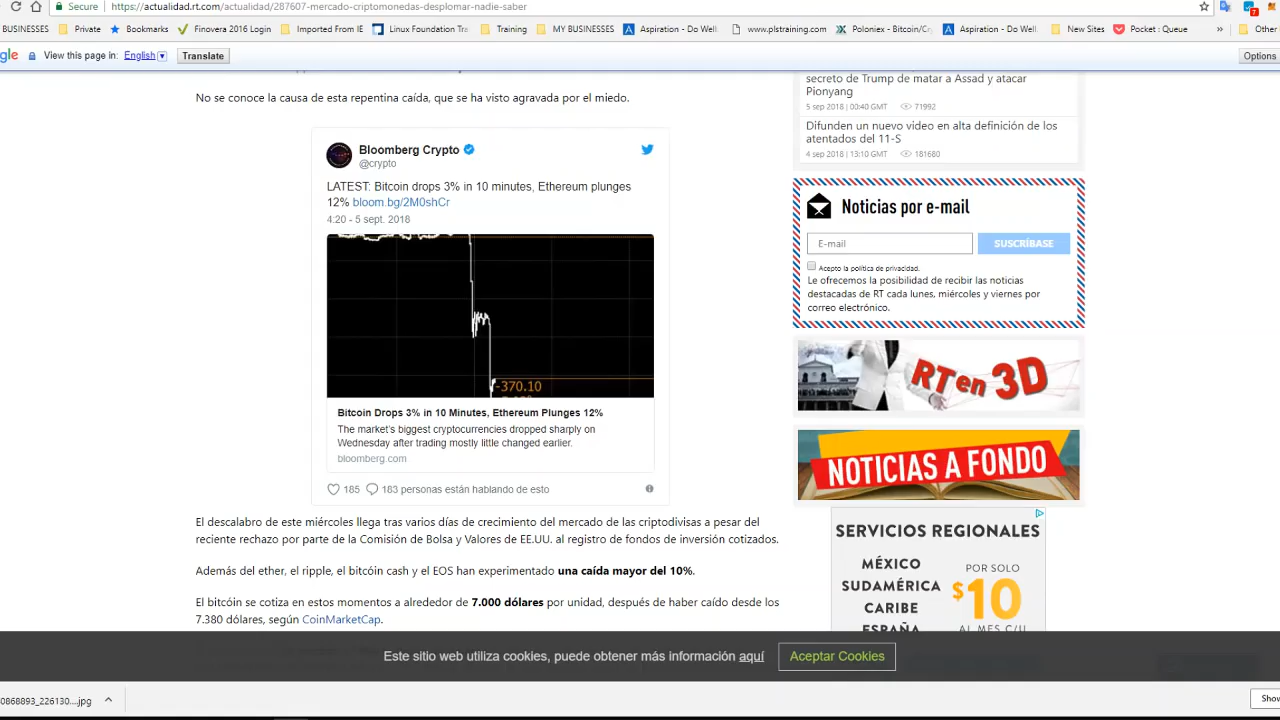 Secure
https://actualidad.rt.com/actualidad/287607-mercado-criptomonedas-desplomar-nadie-saber
BUSINESSES Private Bookmarks Finovera 2016 Login Imported From IE Linux Foundation Tra Training MY BUSINESSES Aspiration - Do Well Poloniex - Bitcoin/Cr www.plstraining.com Aspiration - Do Well New Sites Pocket : Queue » Other
gle View this page in: English Translate Options
No se conoce la causa de esta repentina caída, que se ha visto agravada por el miedo.
Bloomberg Crypto
@crypto
LATEST: Bitcoin drops 3% in 10 minutes, Ethereum plunges
12% bloom.bg/2M0shCr
4:20 - 5 sept. 2018
-370.10
Bitcoin Drops 3% in 10 Minutes, Ethereum Plunges 12%
The market's biggest cryptocurrencies dropped sharply on
Wednesday after trading mostly little changed earlier.
bloomberg.com
185 183 personas están hablando de esto
El descalabro de este miércoles llega tras varios días de crecimiento del mercado de las criptodivisas a pesar del
reciente rechazo por parte de la Comisión de Bolsa y Valores de EE.UU. al registro de fondos de inversión cotizados.
Además del ether, el ripple, el bitcóin cash y el EOS han experimentado una caída mayor del 10%.
El bitcóin se cotiza en estos momentos a alrededor de 7.000 dólares por unidad, después de haber caído desde los
7.380 dólares, según CoinMarketCap.
secreto de Trump de matar a Assad y atacar
Pionyang
5 sep 2018 | 00:40 GMT 71992
Difunden un nuevo video en alta definición de los
atentados del 11-S
4 sep 2018 | 13:10 GMT 181680
Noticias por e-mail
E-mail SUSCRÍBASE
Acepto la política de privacidad.
Le ofrecemos la posibilidad de recibir las noticias
destacadas de RT cada lunes, miércoles y viernes por
correo electrónico.
RT en 3D
NOTICIAS A FONDO
SERVICIOS REGIONALES
MÉXICO
SUDAMÉRICA
CARIBE
ESPAÑA
POR SOLO
$10
AL MES C/U
Este sitio web utiliza cookies, puede obtener más información aquí Aceptar Cookies
0868893_226130....jpg
Show